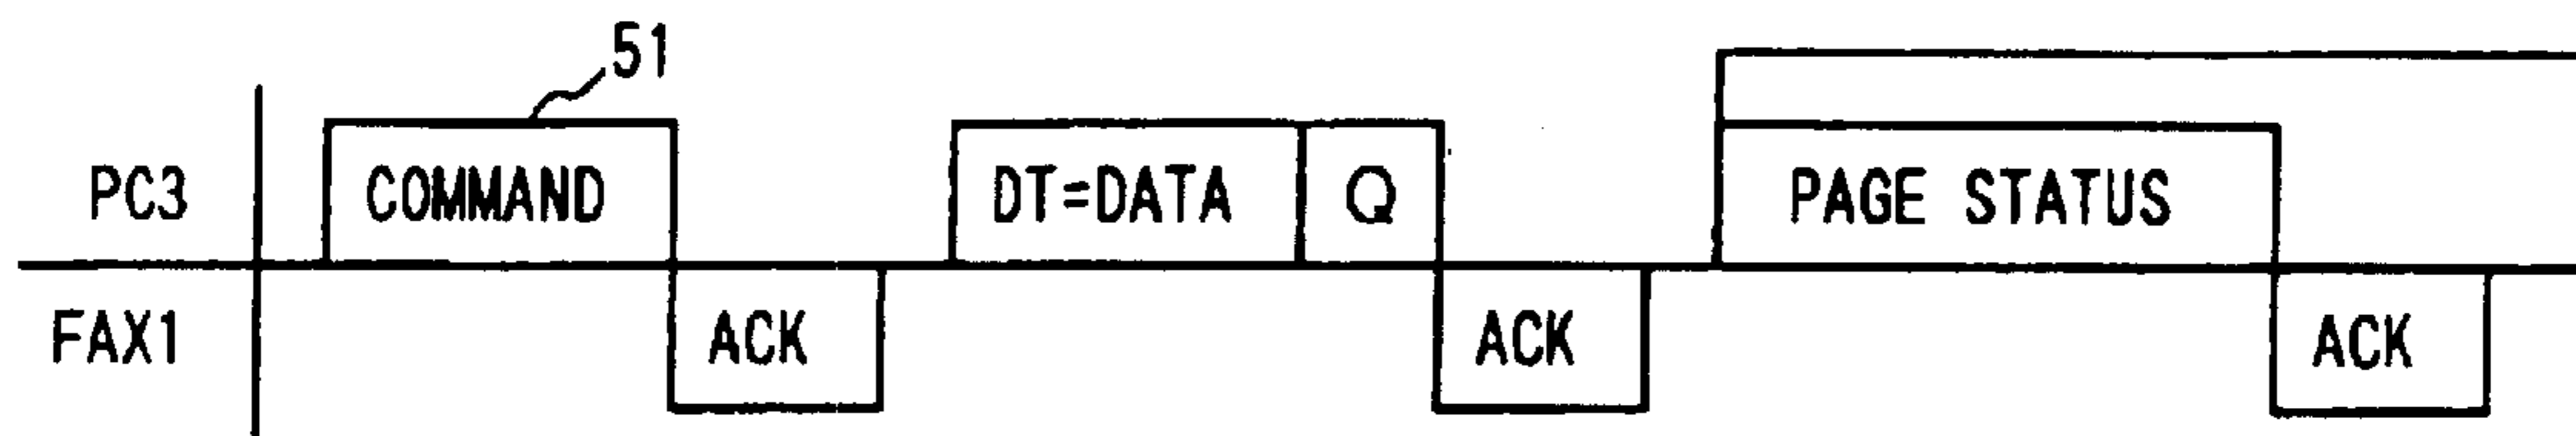 51
PC3 COMMAND DT=DATA Q PAGE STATUS
FAX1 ACK ACK ACK